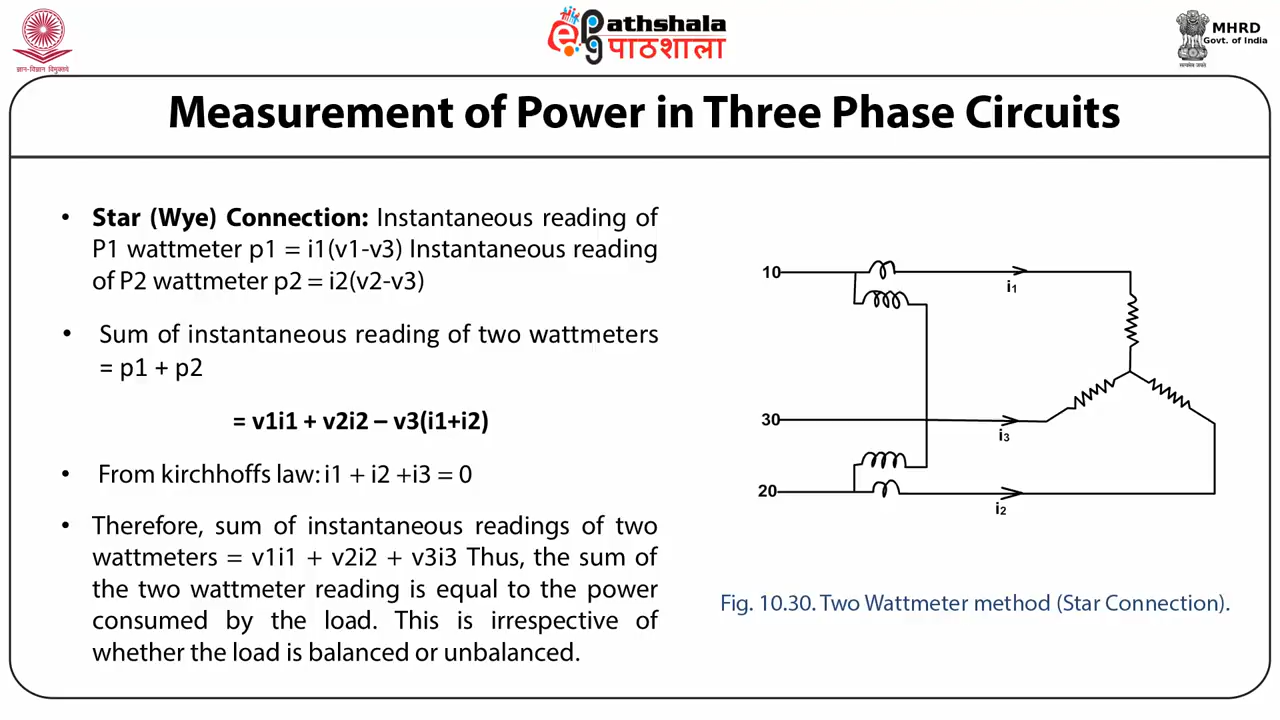 ज्ञान-विज्ञान विमुक्तये
ePg
athshala
पाठशाला
सत्यमेव जयते
MHRD
Govt. of India
Measurement of Power in Three Phase Circuits
• Star (Wye) Connection: Instantaneous reading of
P1 wattmeter p1 = i1(v1-v3) Instantaneous reading
of P2 wattmeter p2 = i2(v2-v3)
• Sum of instantaneous reading of two wattmeters
= p1 + p2
= v1i1 + v2i2 – v3(i1+i2)
• From kirchhoffs law: i1 + i2 +i3 = 0
• Therefore, sum of instantaneous readings of two
wattmeters = v1i1 + v2i2 + v3i3 Thus, the sum of
the two wattmeter reading is equal to the power
consumed by the load. This is irrespective of
whether the load is balanced or unbalanced.
10
i1
30
i3
20
i2
Fig. 10.30. Two Wattmeter method (Star Connection).